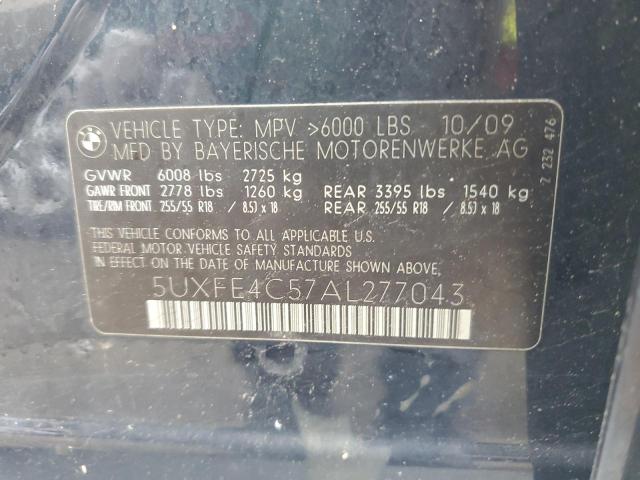 BMW
VEHICLE TYPE: MPV >6000 LBS 10/09
MFD BY BAYERISCHE MOTORENWERKE AG
GVWR 6008 lbs 2725 kg
GAWR FRONT 2778 lbs 1260 kg REAR 3395 lbs 1540 kg
TIRE/RIM FRONT 255/55 R18 / 8.5J x 18 REAR 255/55 R18 / 8.5J x 18
THIS VEHICLE CONFORMS TO ALL APPLICABLE U.S.
FEDERAL MOTOR VEHICLE SAFETY STANDARDS
IN EFFECT ON THE DATE OF MANUFACTURE SHOWN ABOVE.
5UXFE4C57AL277043
7 232 476